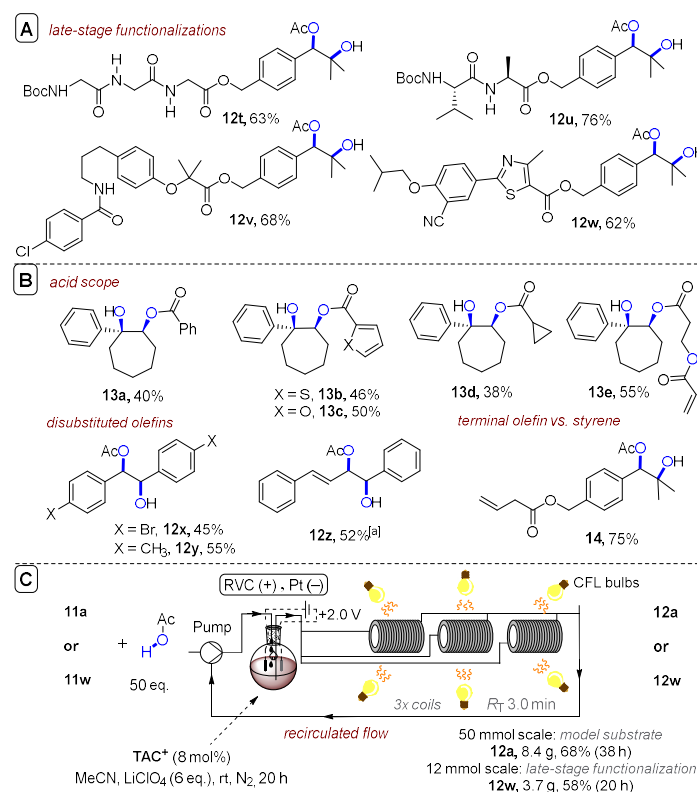 A late-stage functionalizations
AcO
OH
BocHN
O
H
N
N
H
O
O
O
12t, 63%
AcO
OH
BocHN
O
N
H
O
O
12u, 76%
AcO
OH
O
O
O
NH
O
Cl
12v, 68%
AcO
OH
O
CN
N
S
O
O
12w, 62%
B acid scope
HO
O
O
Ph
13a, 40%
HO
O
O
X
X = S, 13b, 46%
X = O, 13c, 50%
HO
O
O
13d, 38%
HO
O
O
O
O
13e, 55%
disubstituted olefins
AcO
OH
X
X
X = Br, 12x, 45%
X = CH3, 12y, 55%
AcO
OH
12z, 52%[a]
terminal olefin vs. styrene
AcO
OH
O
O
14, 75%
C
RVC (+) , Pt (–)
+2.0 V
CFL bulbs
11a
or
11w
+
Ac
H-O
50 eq.
Pump
12a
or
12w
3x coils
RT 3.0 min
recirculated flow
TAC+ (8 mol%)
MeCN, LiClO4 (6 eq.), rt, N2, 20 h
50 mmol scale: model substrate
12a, 8.4 g, 68% (38 h)
12 mmol scale: late-stage functionalization
12w, 3.7 g, 58% (20 h)